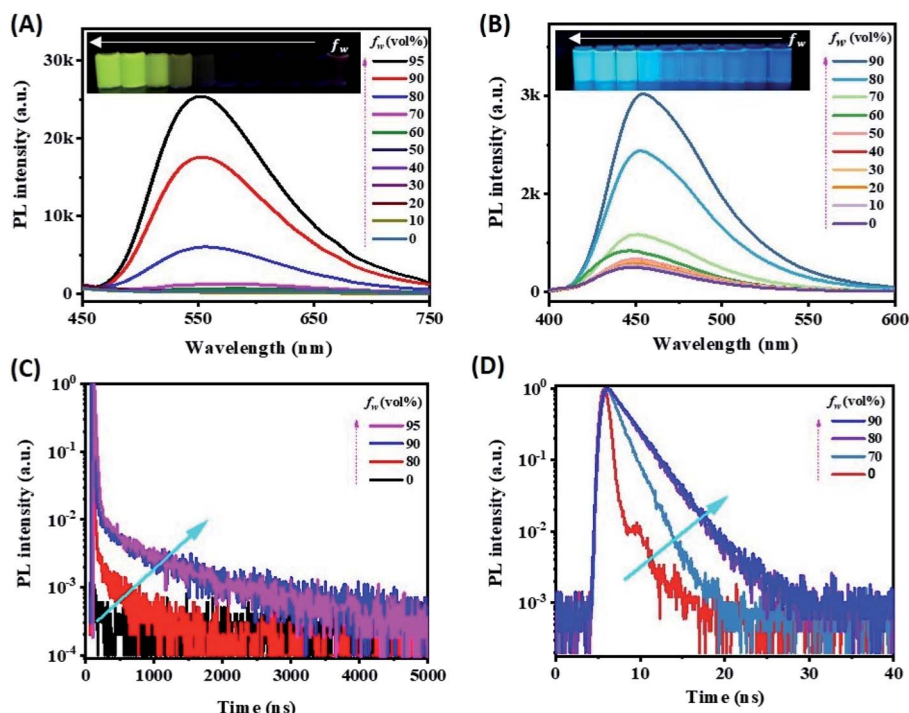 (A)
30k
20k
10k
0
PL intensity (a.u.)
450
550
650
750
Wavelength (nm)
f_w
f_w (vol%)
95
90
80
70
60
50
40
30
20
10
0
(B)
3k
2k
0
PL intensity (a.u.)
400
450
500
550
600
Wavelength (nm)
f_w
f_w (vol%)
90
80
70
60
50
40
30
20
10
0
(C)
10^0
10^-1
10^-2
10^-3
10^-4
PL intensity (a.u.)
0
1000
2000
3000
4000
5000
Time (ns)
f_w (vol%)
95
90
80
0
(D)
10^0
10^-1
10^-2
10^-3
PL intensity (a.u.)
0
10
20
30
40
Time (ns)
f_w (vol%)
90
80
70
0